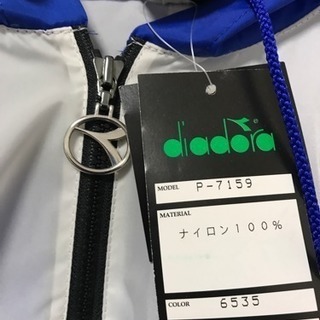 diadora
MODEL P-7159
MATERIAL
ナイロン100%
COLOR 6535